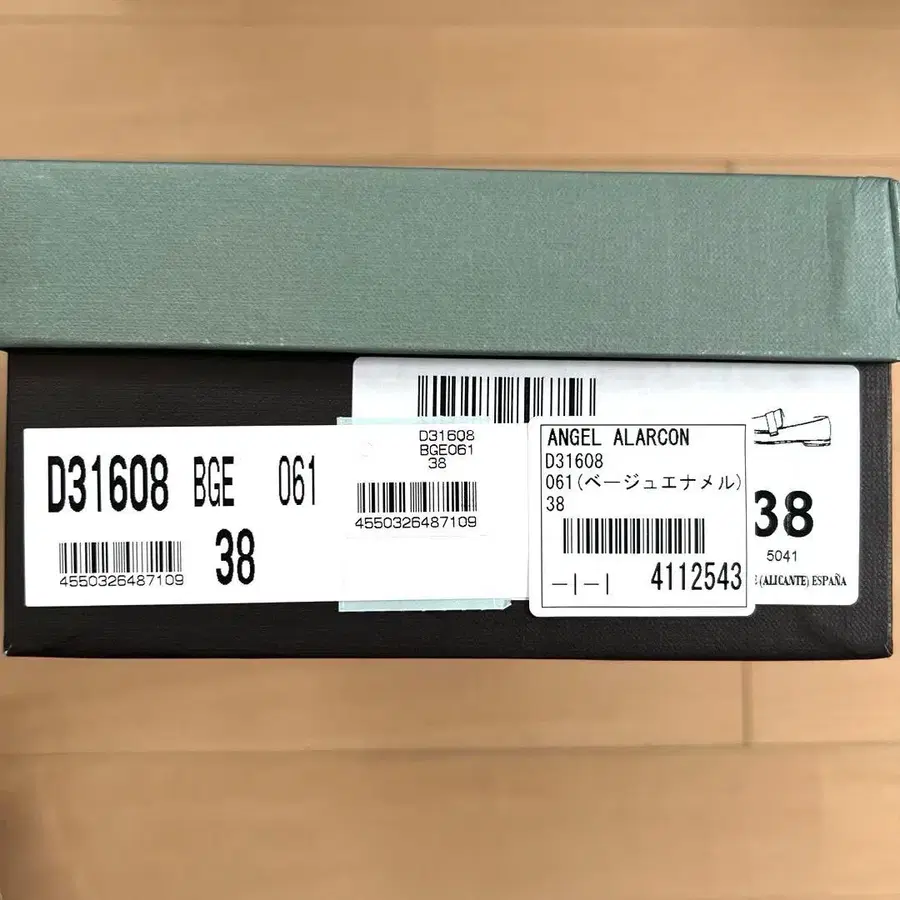 D31608 BGE 061
38
4550326487109
D31608
BGE061
38
4550326487109
ANGEL ALARCON
D31608
061(ベージュエナメル)
38
4112543
38
5041
(ALICANTE) ESPAÑA